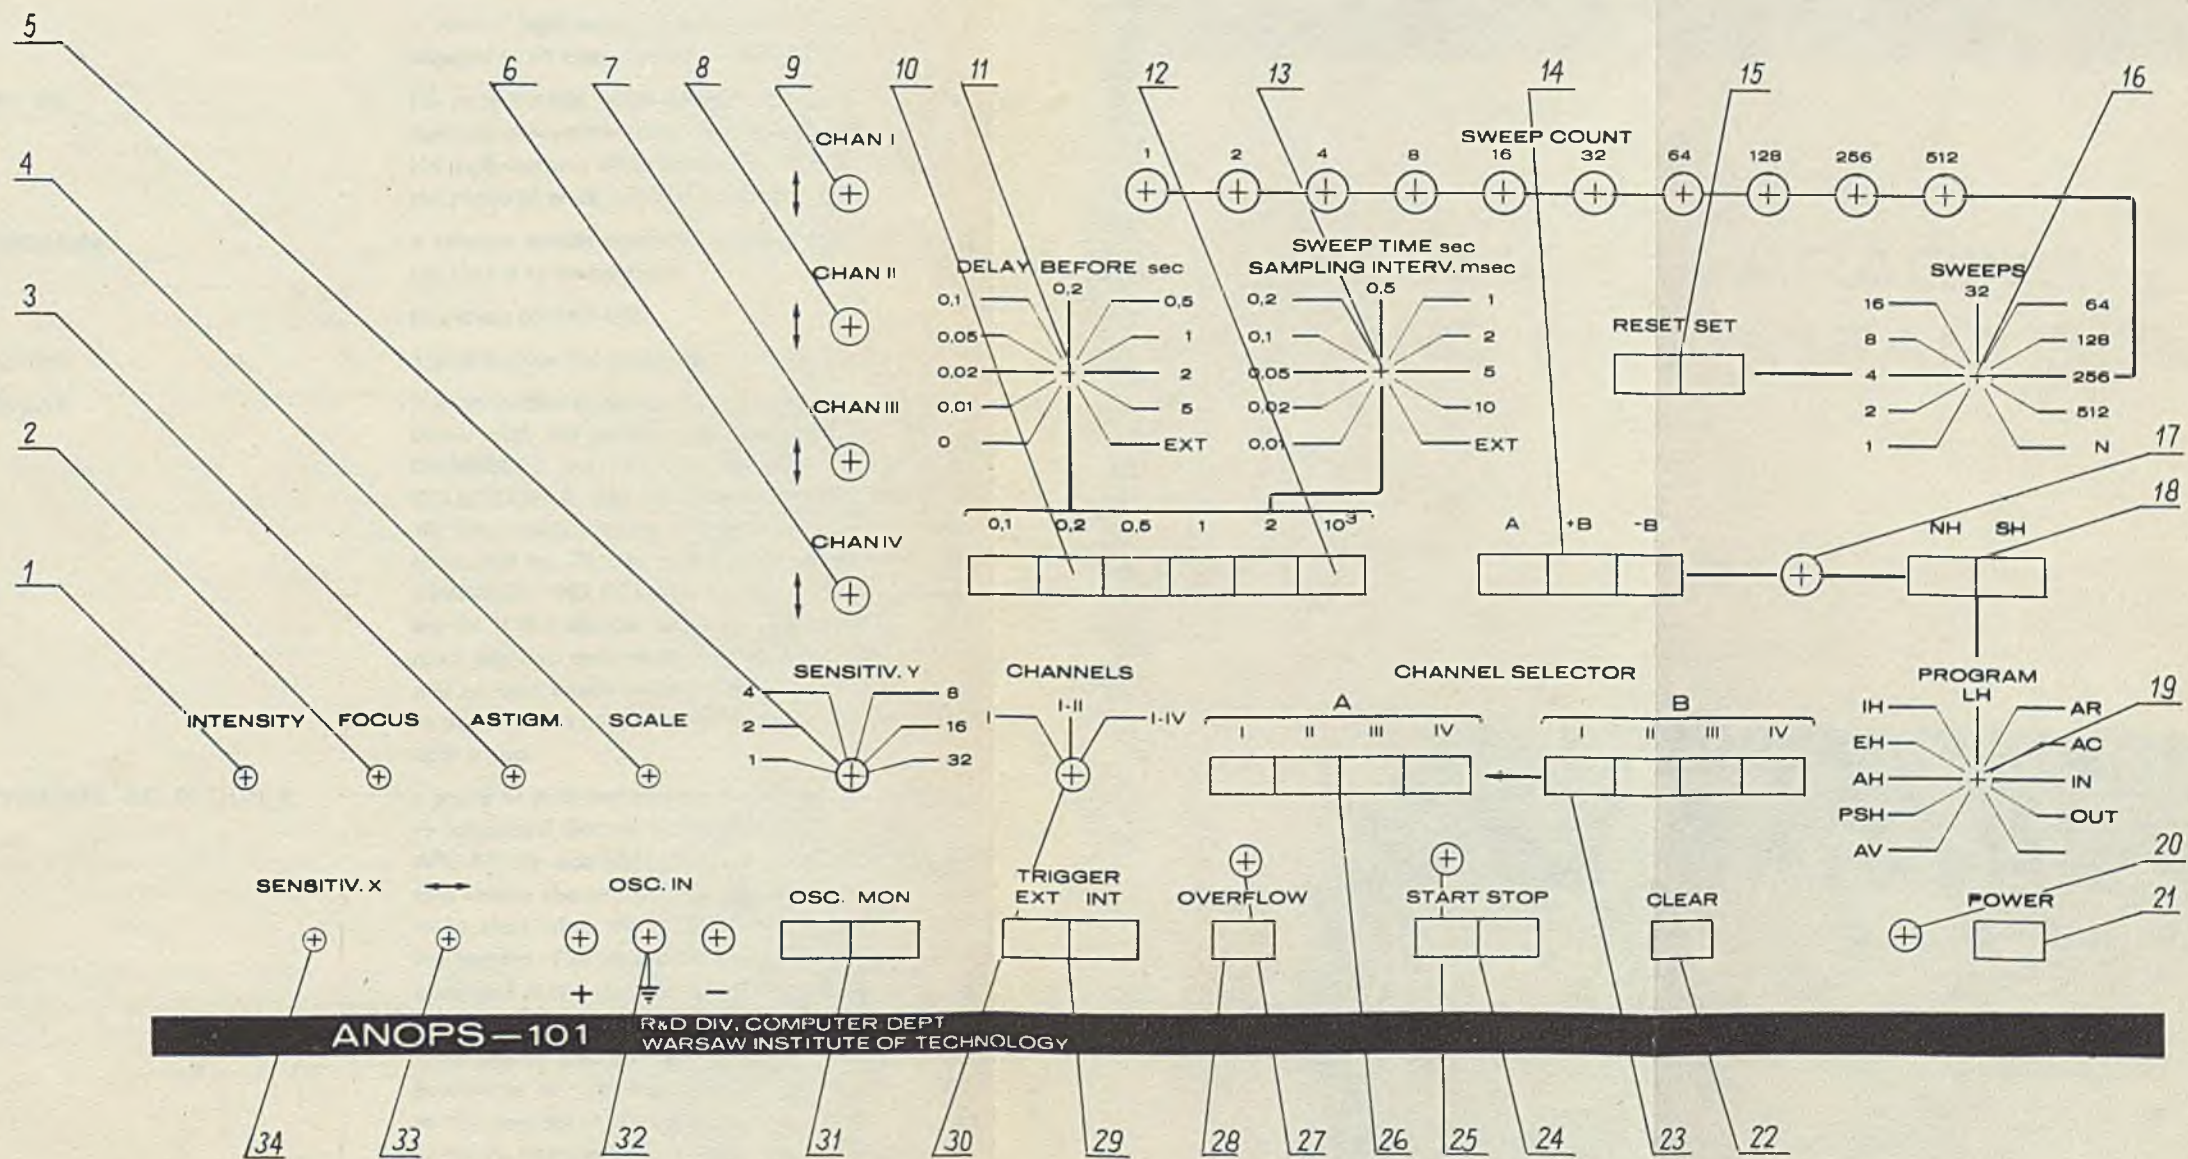 5
6 7 8 9 10 11 12 13 14 15 16
CHAN I
SWEEP COUNT
1 2 4 8 16 32 64 128 256 512
4
CHAN II
DELAY BEFORE sec
0,2
0,1 0,5
0,05 1
0,02 2
0,01 5
0 EXT
SWEEP TIME sec
SAMPLING INTERV. msec
0,5
0,2 1
0,1 2
0,05 5
0,02 10
0,01 EXT
SWEEPS
32
16 64
8 128
4 256
2 512
1 N
RESET SET
3
CHAN III
2
17
18
CHAN IV
0,1 0,2 0,5 1 2 10³
A +B -B
NH SH
1
INTENSITY FOCUS ASTIGM. SCALE
SENSITIV. Y
4 8
2 16
1 32
CHANNELS
I I-II I-IV
CHANNEL SELECTOR
A B
I II III IV I II III IV
PROGRAM
LH
IH AR
EH AC
AH IN
PSH OUT
AV
19
20
21
SENSITIV. X OSC. IN OSC. MON
TRIGGER
EXT INT
OVERFLOW START STOP CLEAR POWER
+ −
ANOPS—101
R&D DIV, COMPUTER DEPT
WARSAW INSTITUTE OF TECHNOLOGY
34 33 32 31 30 29 28 27 26 25 24 23 22